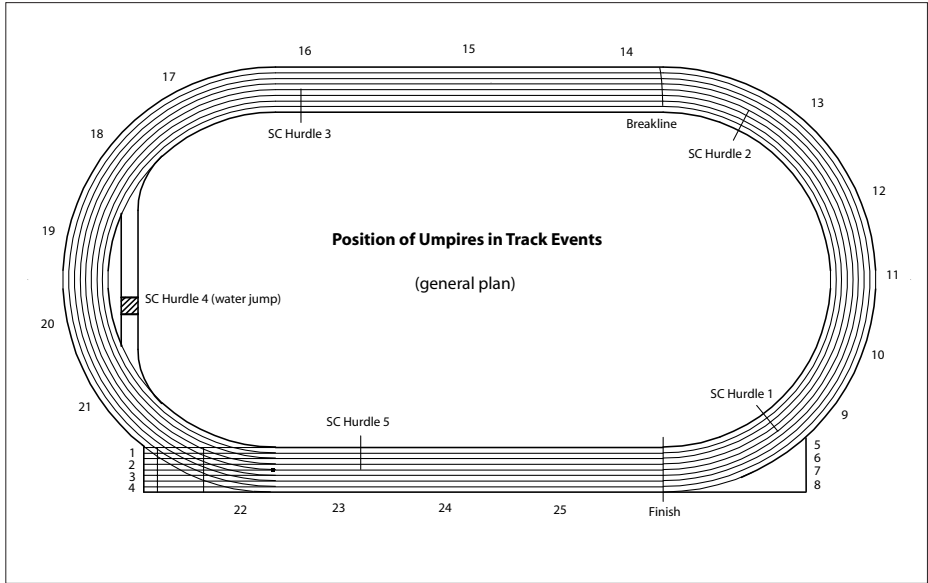 16
15
14
17
13
Breakline
SC Hurdle 3
18
SC Hurdle 2
12
19
Position of Umpires in Track Events
11
(general plan)
SC Hurdle 4 (water jump)
20
10
SC Hurdle 1
21
9
SC Hurdle 5
1
5
2
6
3
7
4
8
22
23
24
25
Finish